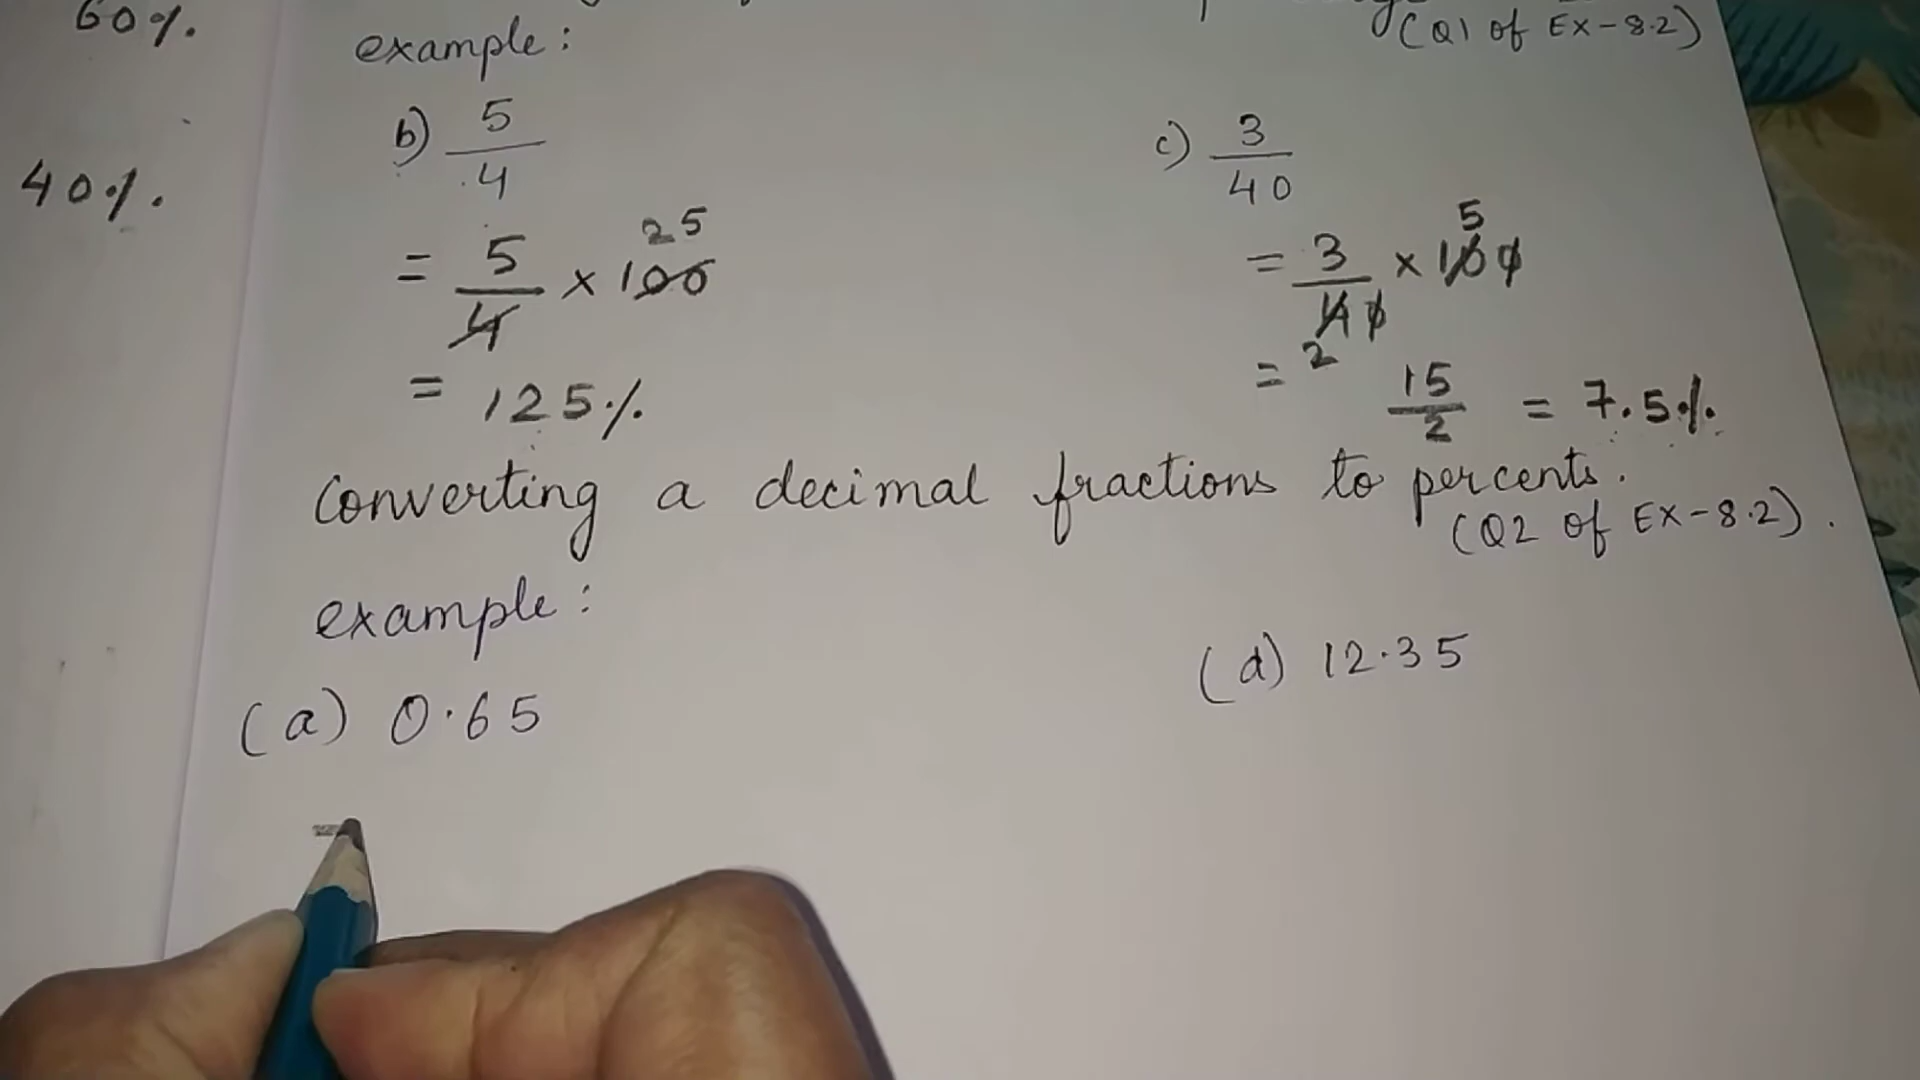 60%.
40%.
(Q1 of Ex-8.2)
example:
b) 5/4
= 5/4 × 100 25
= 125%
c) 3/40
= 3/40 × 100 5
= 2 15/2 = 7.5%.
Converting a decimal fractions to percents.
(Q2 of Ex-8.2).
example:
(a) 0.65
(d) 12.35
=